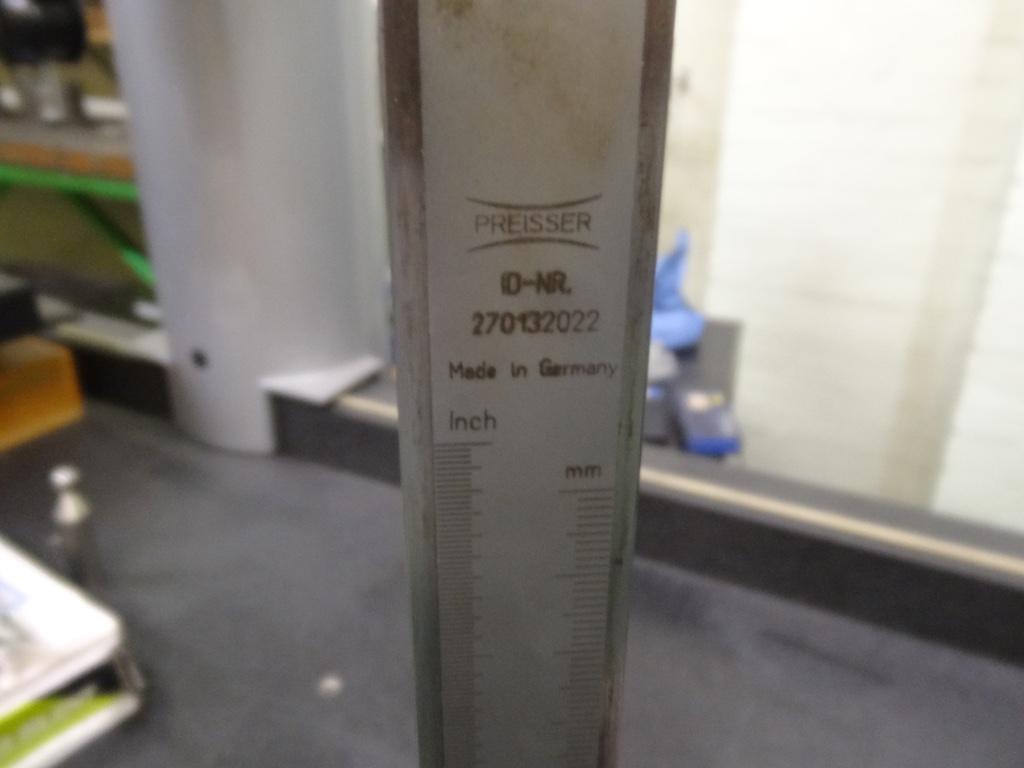 PREISSER
ID-NR.
270132022
Made in Germany
Inch
mm